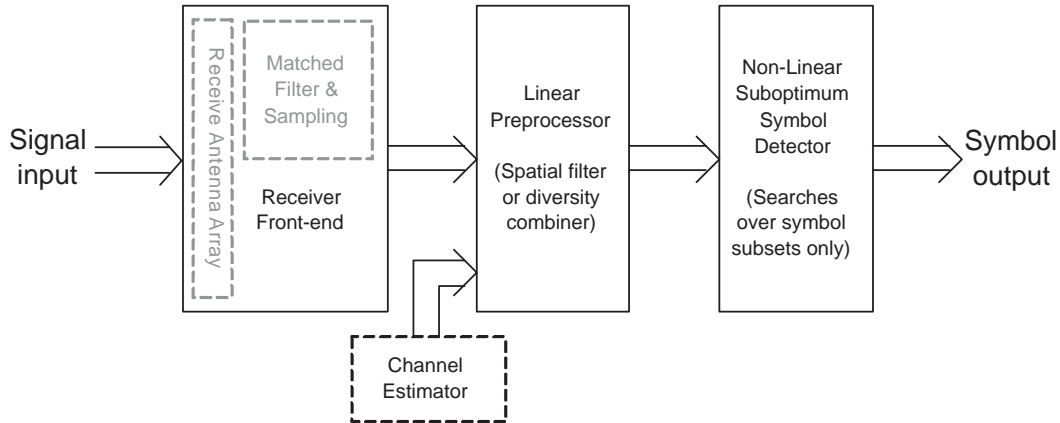 Signal
input
Receive Antenna Array
Matched
Filter &
Sampling
Receiver
Front-end
Linear
Preprocessor
(Spatial filter
or diversity
combiner)
Channel
Estimator
Non-Linear
Suboptimum
Symbol
Detector
(Searches
over symbol
subsets only)
Symbol
output